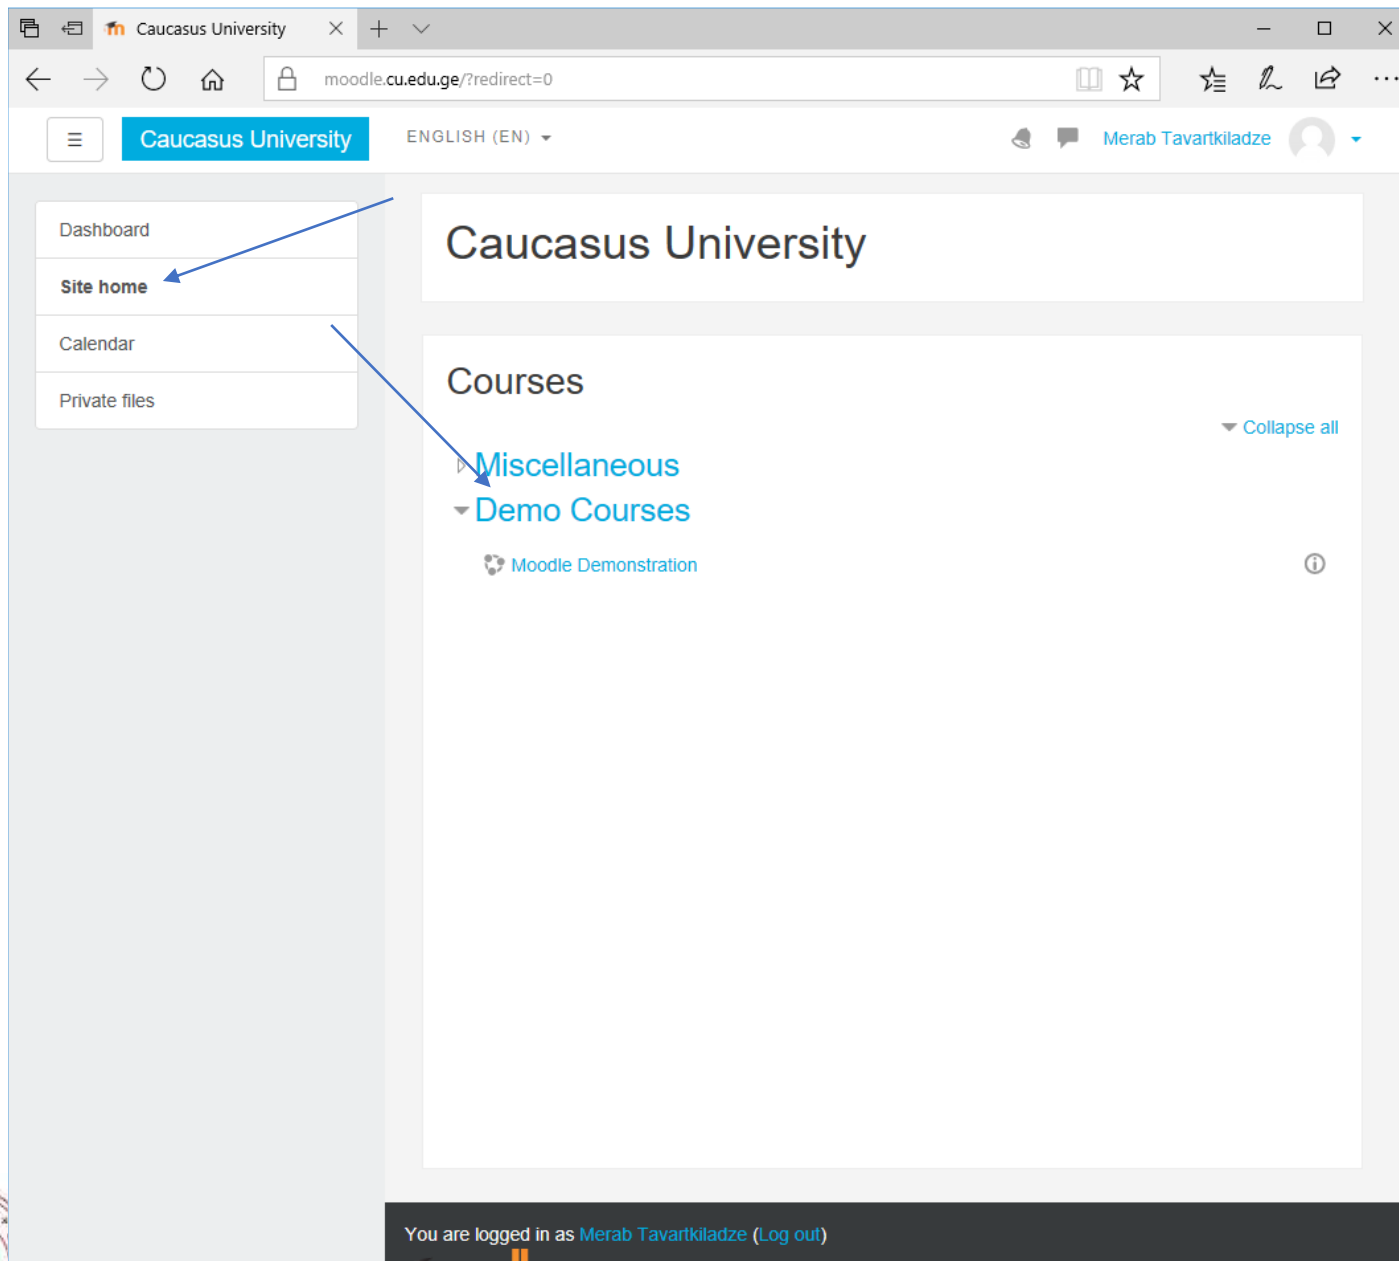 Caucasus University
moodle.cu.edu.ge/?redirect=0
Caucasus University
ENGLISH (EN)
Merab Tavartkiladze
Dashboard
Site home
Calendar
Private files
Caucasus University
Courses
Collapse all
Miscellaneous
Demo Courses
Moodle Demonstration
You are logged in as Merab Tavartkiladze (Log out)